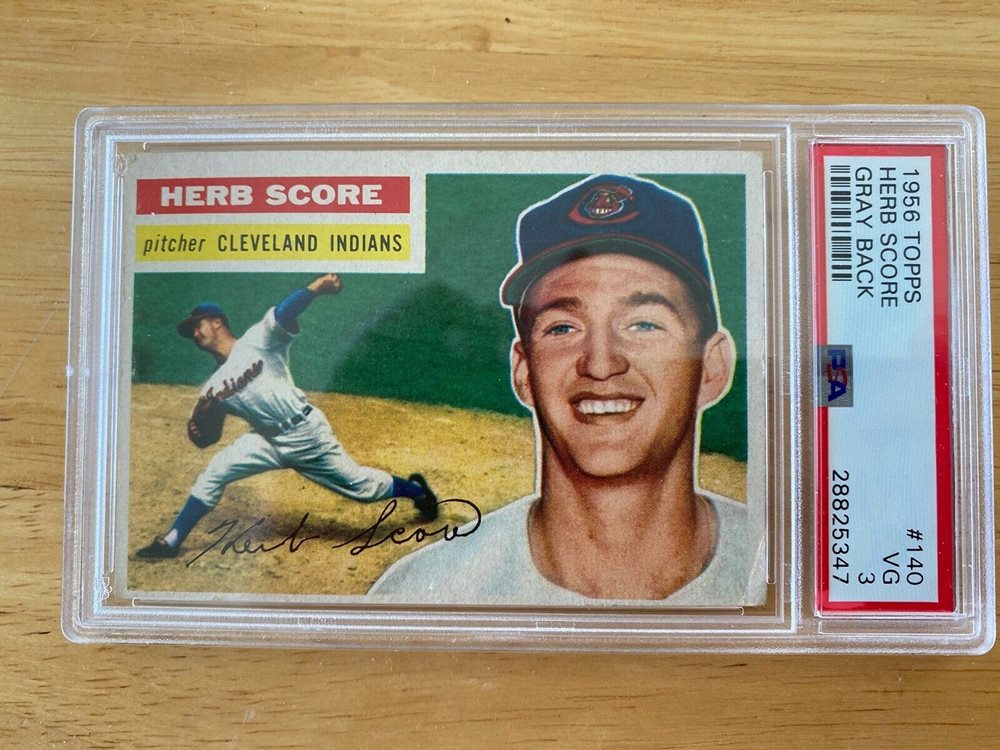 HERB SCORE
pitcher CLEVELAND INDIANS
Indians
Herb Score
1956 TOPPS
HERB SCORE
GRAY BACK
#140
VG
3
PSA
28825347